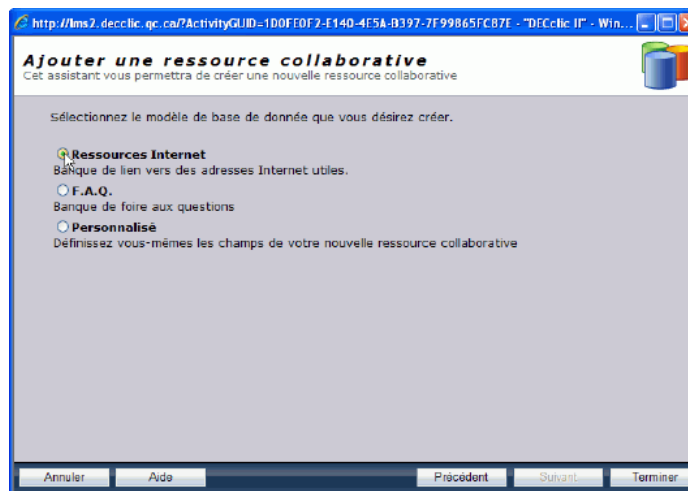 http://lms2.decclic.qc.ca/?ActivityGUID=1D0FE0F2-E140-4E5A-B397-7F99865FC87E - "DECclic II" - Win...
Ajouter une ressource collaborative
Cet assistant vous permettra de créer une nouvelle ressource collaborative
Sélectionnez le modèle de base de donnée que vous désirez créer.
Ressources Internet
Banque de lien vers des adresses Internet utiles.
F.A.Q.
Banque de foire aux questions
Personnalisé
Définissez vous-mêmes les champs de votre nouvelle ressource collaborative
Annuler Aide Précédent Suivant Terminer